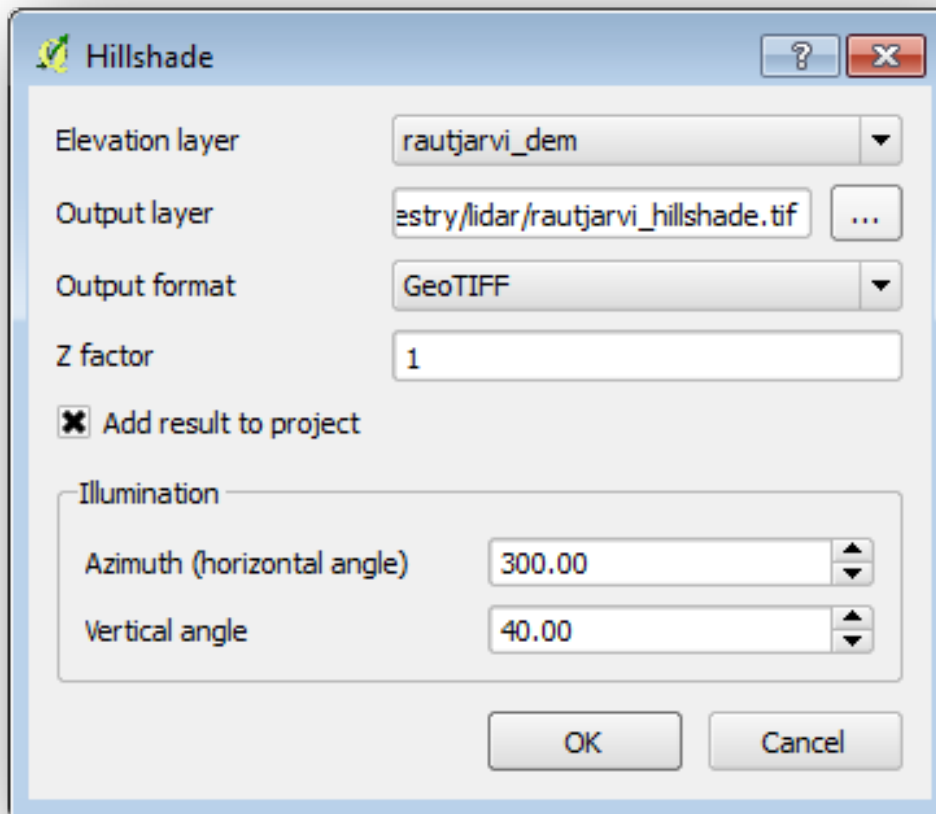 Hillshade ?
Elevation layer rautjarvi_dem
Output layer estry/lidar/rautjarvi_hillshade.tif ...
Output format GeoTIFF
Z factor 1
Add result to project
Illumination
Azimuth (horizontal angle) 300.00
Vertical angle 40.00
OK Cancel